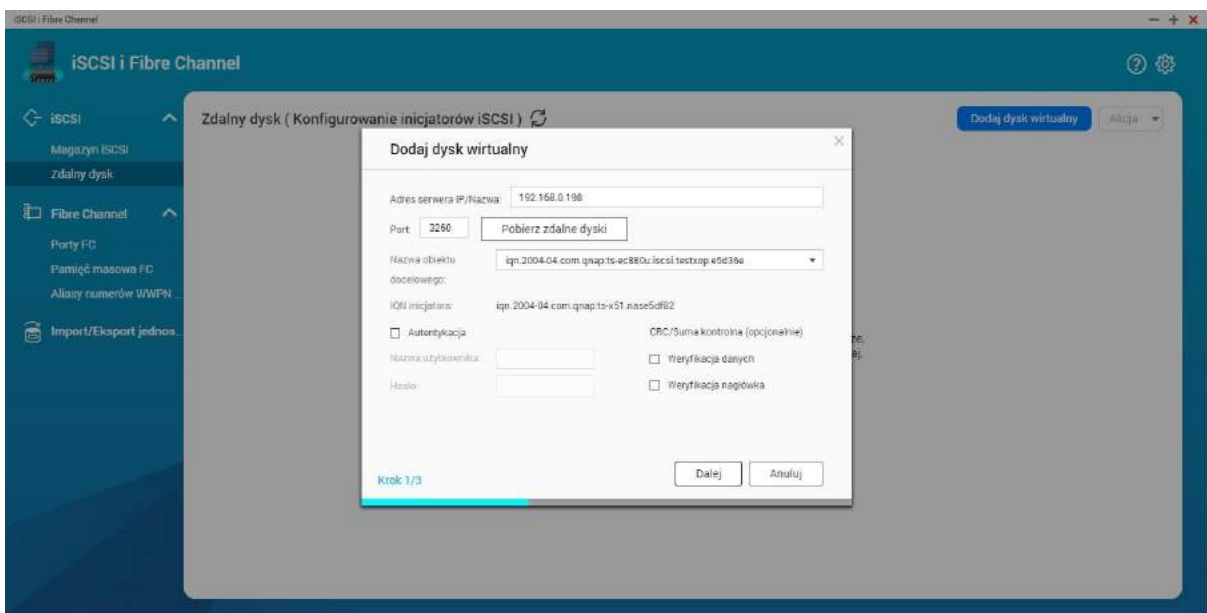 iSCSI i Fibre Channel
iSCSI i Fibre Channel
iSCSI
Magazyn iSCSI
Zdalny dysk
Fibre Channel
Porty FC
Pamięć masowa FC
Aliasy numerów WWPN ...
Import/Eksport jednos...
Zdalny dysk ( Konfigurowanie inicjatorów iSCSI )
Dodaj dysk wirtualny
Akcja
Dodaj dysk wirtualny
Adres serwera IP/Nazwa:
192.168.0.198
Port:
3260
Pobierz zdalne dyski
Nazwa obiektu
docelowego:
iqn.2004-04.com.qnap:ts-ec880u:iscsi.testxop.e5d36e
IQN inicjatora:
iqn.2004-04.com.qnap:ts-x51.nase5df82
Autentykacja
CRC/Suma kontrolna (opcjonalnie)
Nazwa użytkownika:
Weryfikacja danych
Hasło:
Weryfikacja nagłówka
Krok 1/3
Dalej
Anuluj